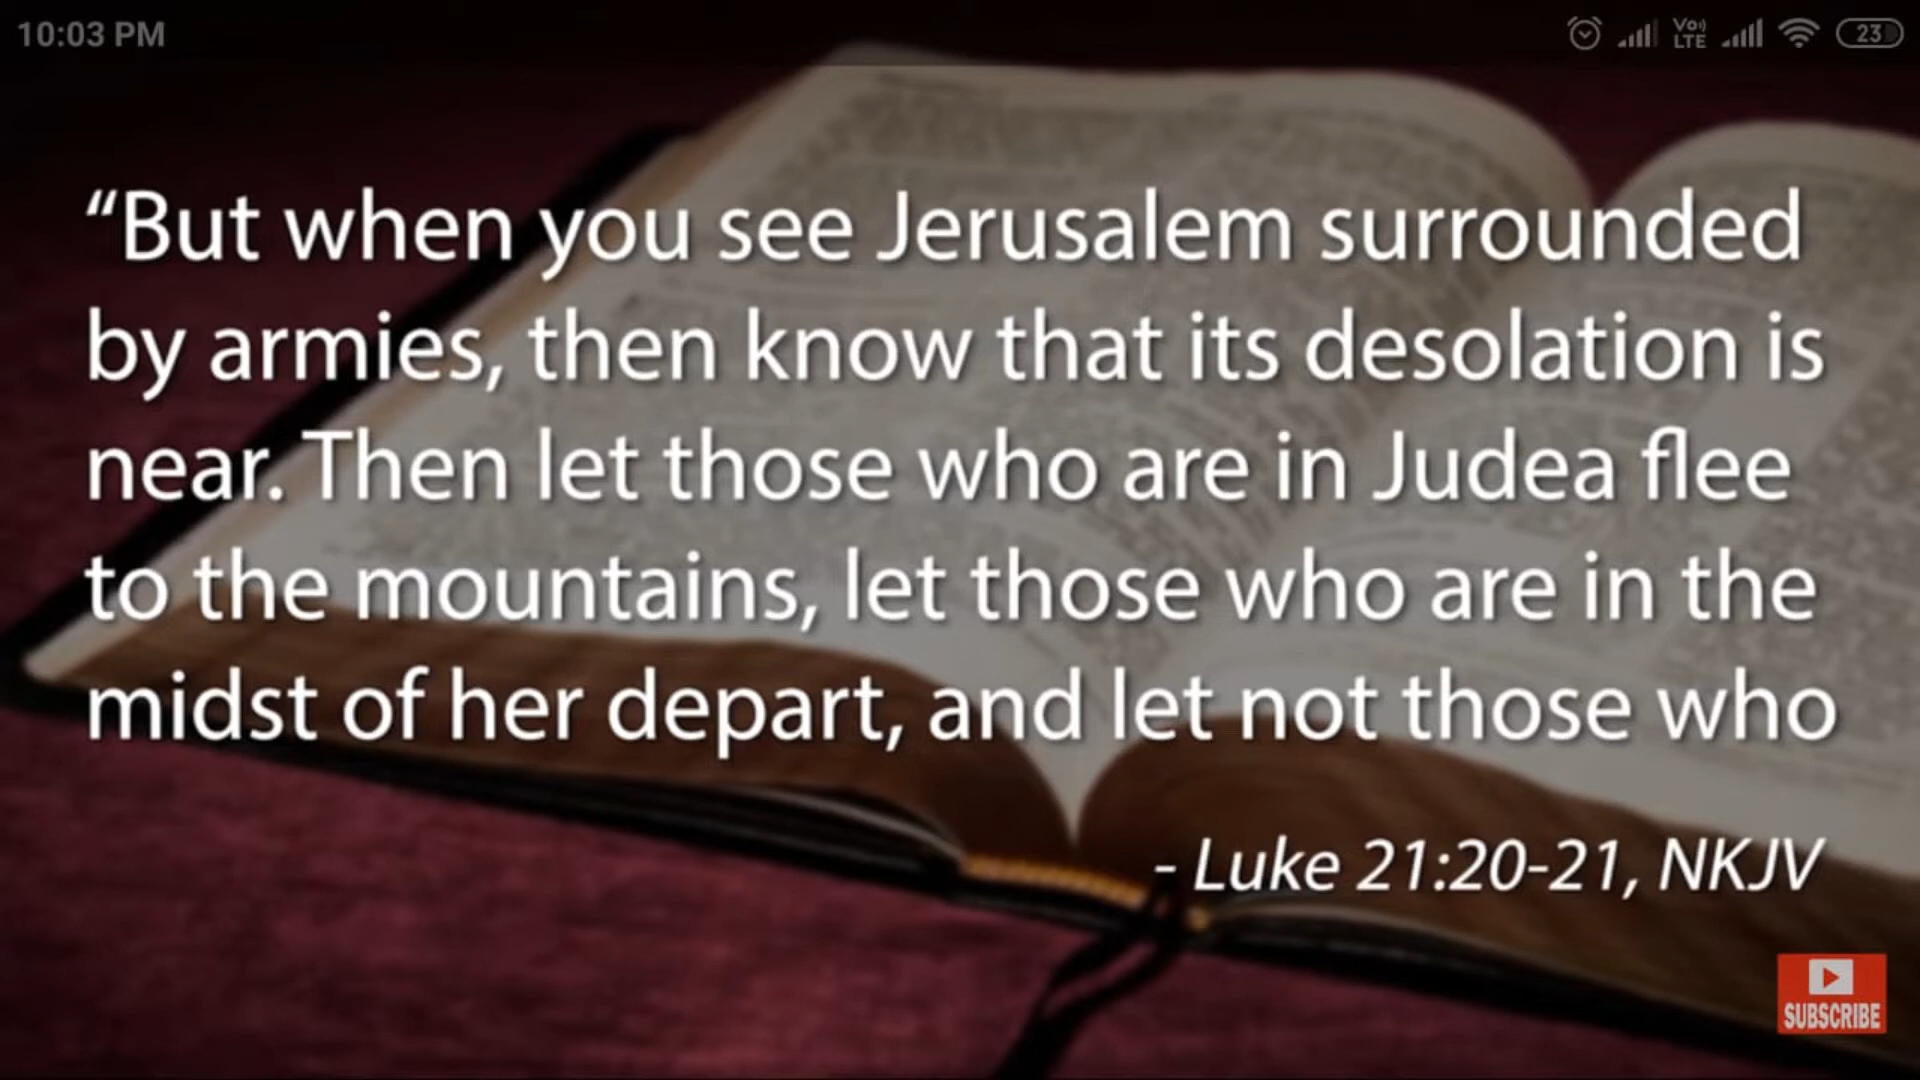 10:03 PM
Vo)) LTE
23
“But when you see Jerusalem surrounded
by armies, then know that its desolation is
near. Then let those who are in Judea flee
to the mountains, let those who are in the
midst of her depart, and let not those who
- Luke 21:20-21, NKJV
SUBSCRIBE